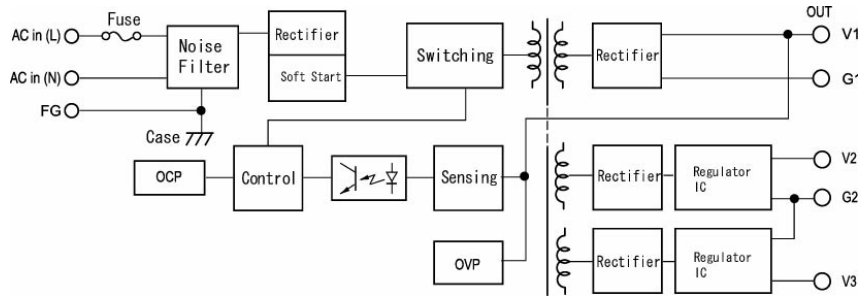 OUT
AC in (L)
Fuse
Noise
Filter
Rectifier
Soft Start
Switching
Rectifier
V1
AC in (N)
G1
FG
Case
OCP
Control
Sensing
Rectifier
Regulator
IC
V2
G2
OVP
Rectifier
Regulator
IC
V3